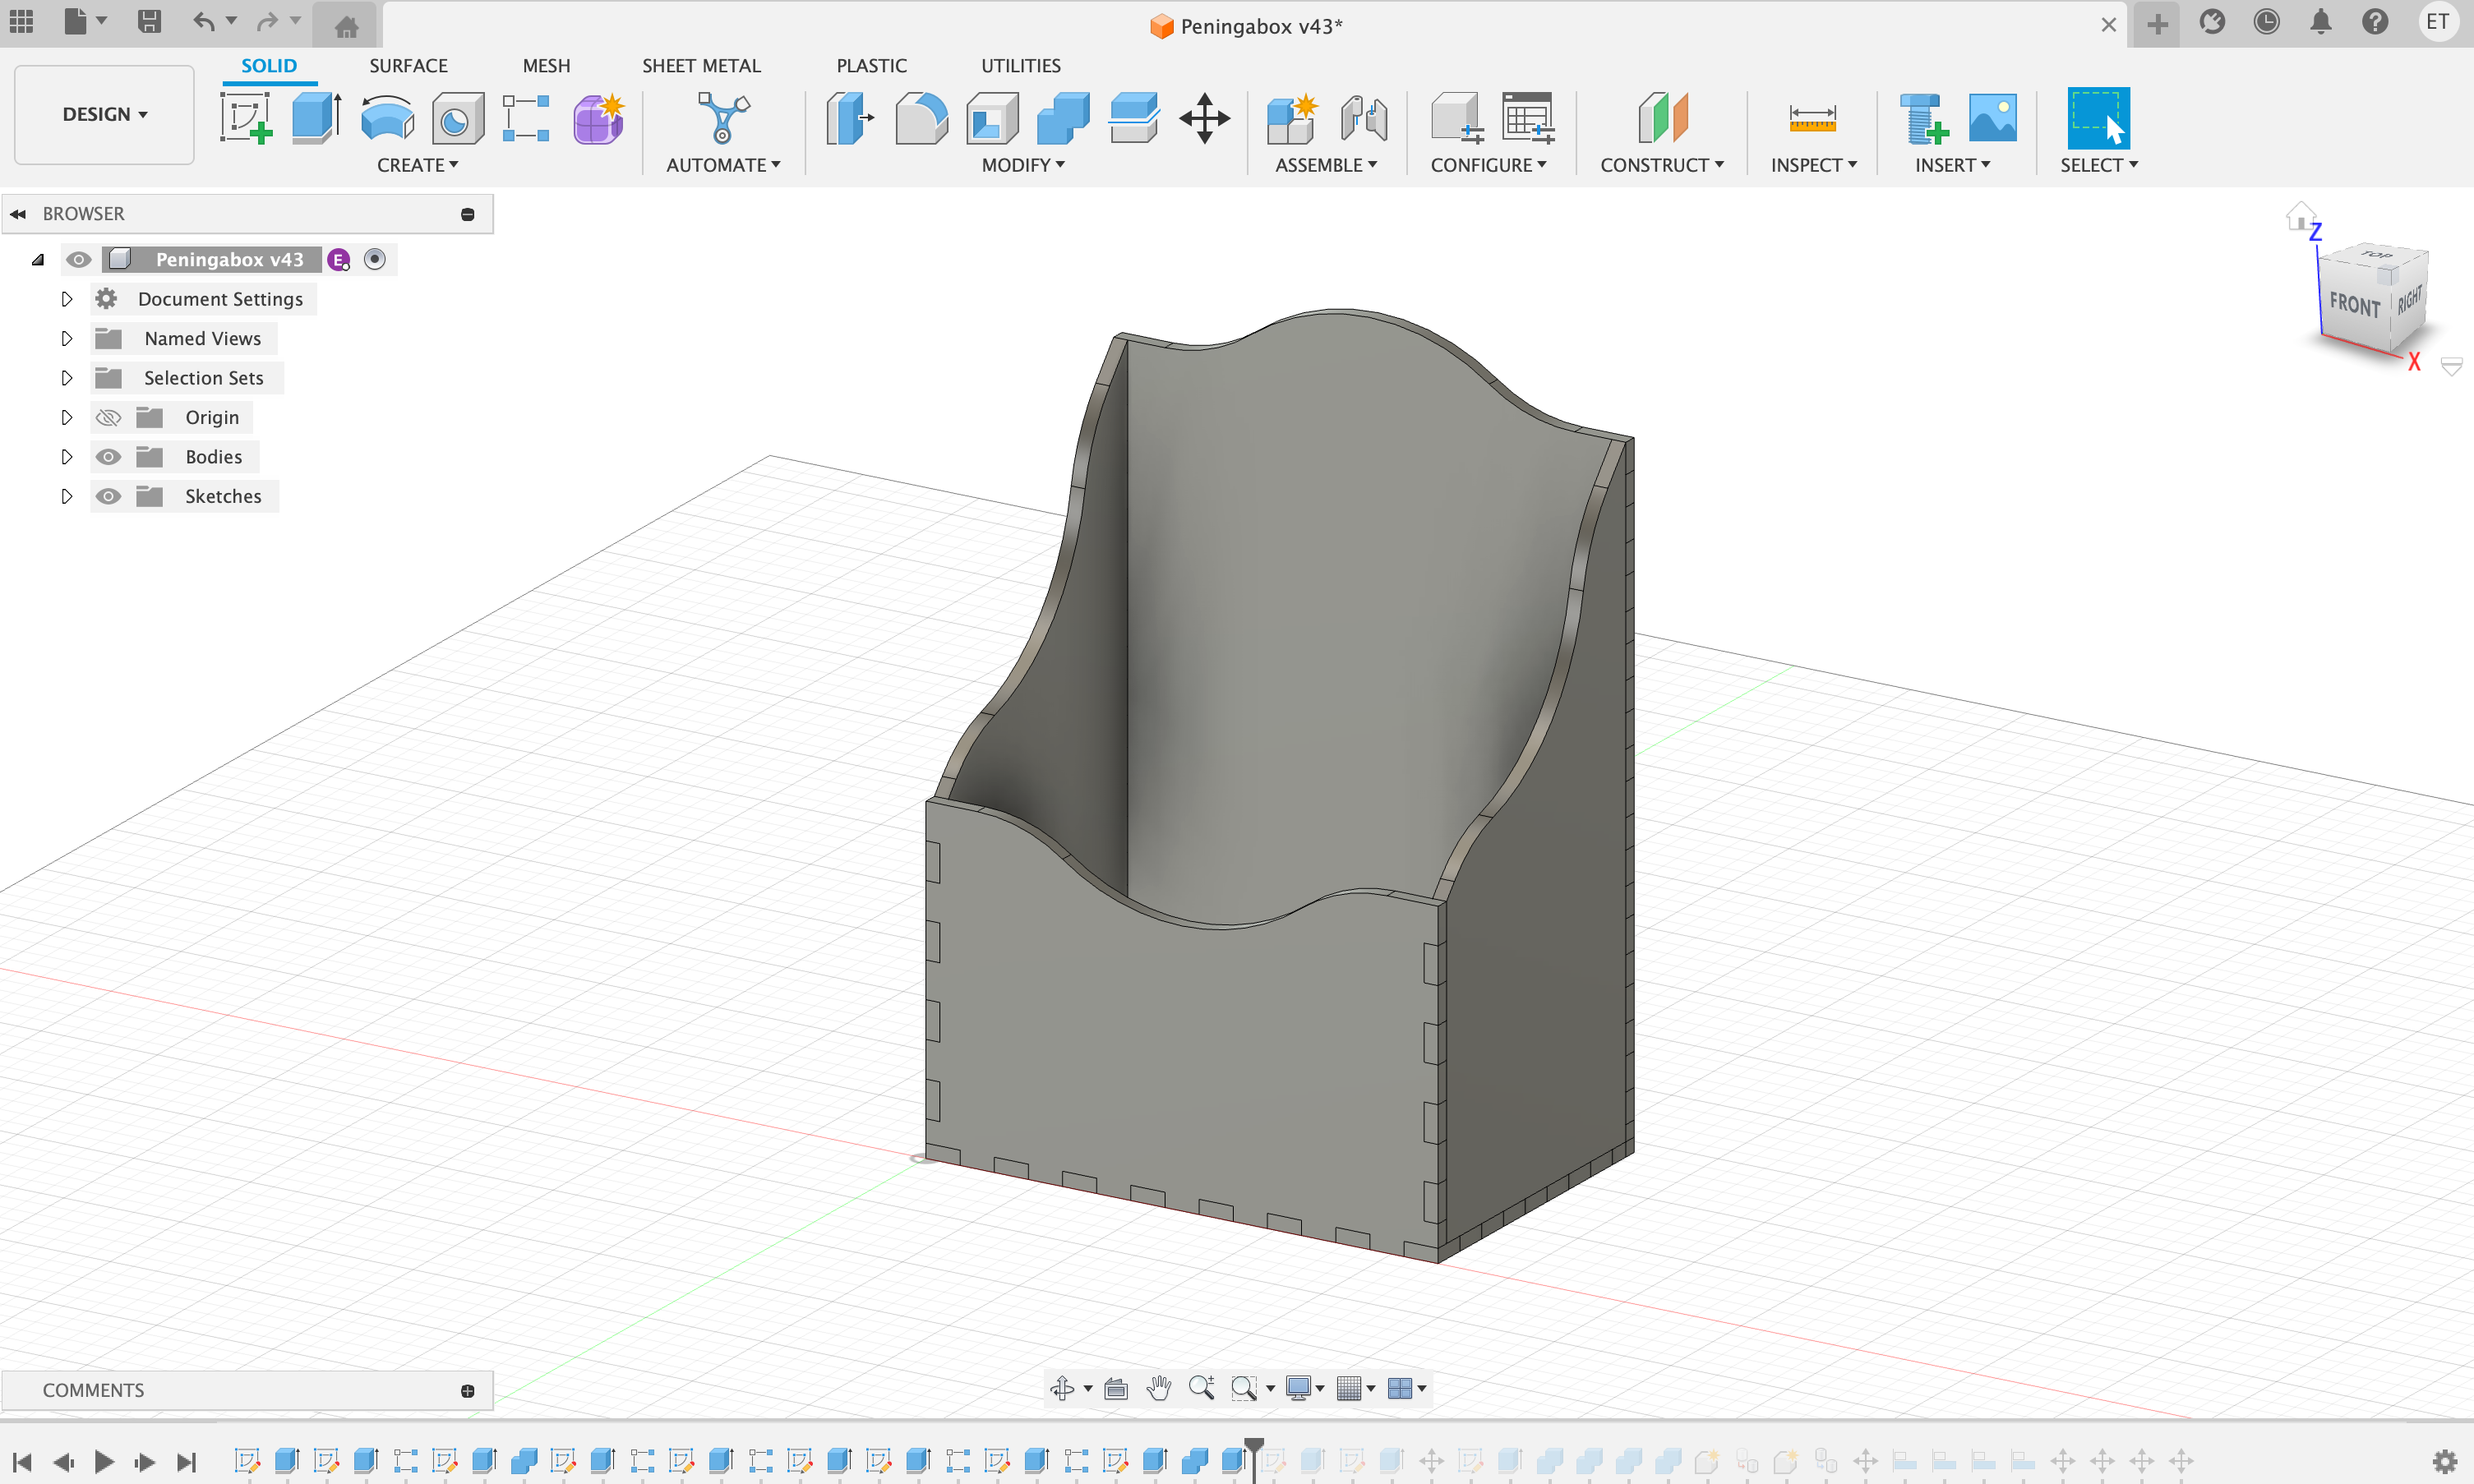 Peningabox v43*
ET
SOLID
SURFACE
MESH
SHEET METAL
PLASTIC
UTILITIES
DESIGN
CREATE
AUTOMATE
MODIFY
ASSEMBLE
CONFIGURE
CONSTRUCT
INSPECT
INSERT
SELECT
BROWSER
Peningabox v43
E
Document Settings
Named Views
Selection Sets
Origin
Bodies
Sketches
Z
TOP
FRONT
RIGHT
X
COMMENTS